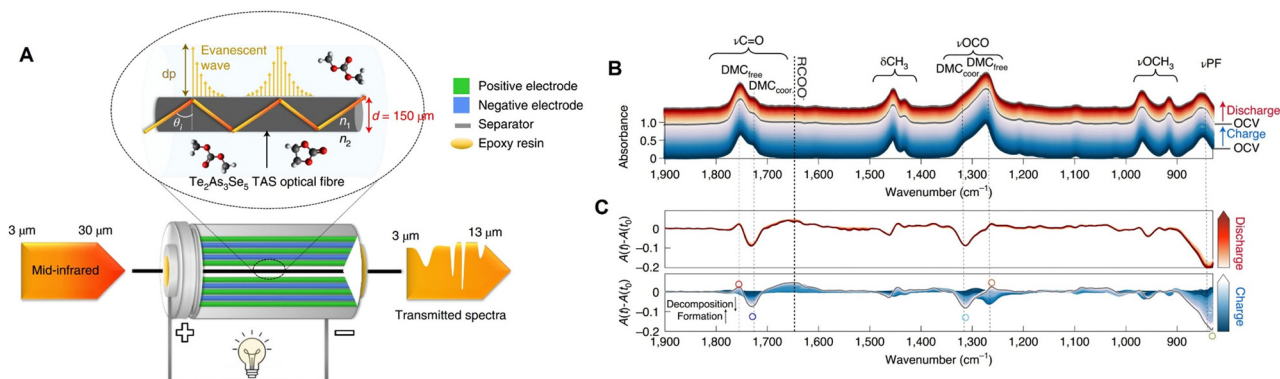 A
Evanescent
wave
dp
θi
n1
n2
d = 150 μm
Te2As3Se5 TAS optical fibre
Positive electrode
Negative electrode
Separator
Epoxy resin
3 μm
30 μm
Mid-infrared
3 μm
13 μm
Transmitted spectra
B
νC=O
DMCfree
DMCcoor.
RCOO-
δCH3
νOCO
DMCcoor.
DMCfree
νOCH3
νPF
Absorbance
1.0
0.5
0
Discharge
OCV
Charge
OCV
1,900
1,800
1,700
1,600
1,500
1,400
1,300
1,200
1,100
1,000
900
Wavenumber (cm−1)
C
A(t)-A(t0)
0
−0.1
−0.2
Discharge
A(t)-A(t0)
0
−0.1
−0.2
Decomposition
Formation
Charge
1,900
1,800
1,700
1,600
1,500
1,400
1,300
1,200
1,100
1,000
900
Wavenumber (cm−1)